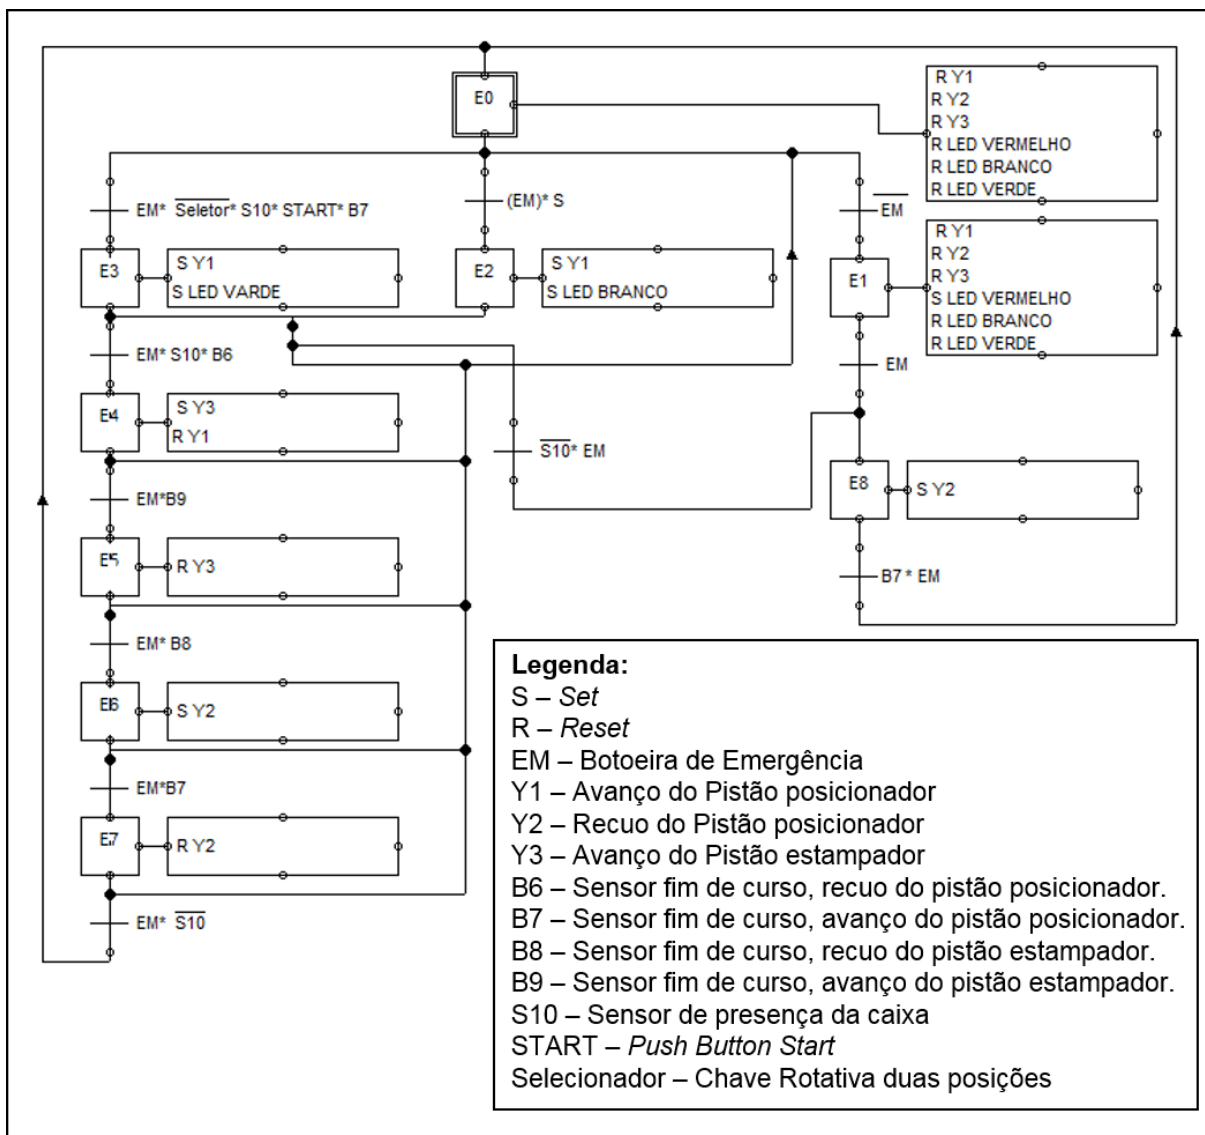 E0
R Y1
R Y2
R Y3
R LED VERMELHO
R LED BRANCO
R LED VERDE
EM* Seletor* S10* START* B7
(EM)* S
EM
E3
S Y1
S LED VARDE
E2
S Y1
S LED BRANCO
E1
R Y1
R Y2
R Y3
S LED VERMELHO
R LED BRANCO
R LED VERDE
EM* S10* B6
EM
E4
S Y3
R Y1
S10* EM
E8
S Y2
EM*B9
E5
R Y3
B7 * EM
EM* B8
E6
S Y2
EM*B7
E7
R Y2
EM* S10
Legenda:
S – Set
R – Reset
EM – Botoeira de Emergência
Y1 – Avanço do Pistão posicionador
Y2 – Recuo do Pistão posicionador
Y3 – Avanço do Pistão estampador
B6 – Sensor fim de curso, recuo do pistão posicionador.
B7 – Sensor fim de curso, avanço do pistão posicionador.
B8 – Sensor fim de curso, recuo do pistão estampador.
B9 – Sensor fim de curso, avanço do pistão estampador.
S10 – Sensor de presença da caixa
START – Push Button Start
Selecionador – Chave Rotativa duas posições